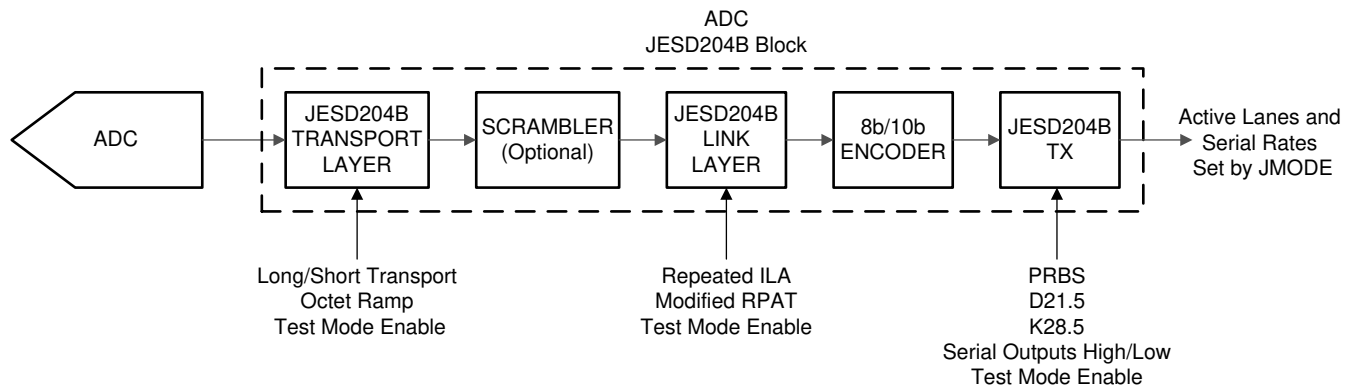 ADC
JESD204B Block
ADC
JESD204B
TRANSPORT
LAYER
SCRAMBLER
(Optional)
JESD204B
LINK
LAYER
8b/10b
ENCODER
JESD204B
TX
Active Lanes and
Serial Rates
Set by JMODE
Long/Short Transport
Octet Ramp
Test Mode Enable
Repeated ILA
Modified RPAT
Test Mode Enable
PRBS
D21.5
K28.5
Serial Outputs High/Low
Test Mode Enable